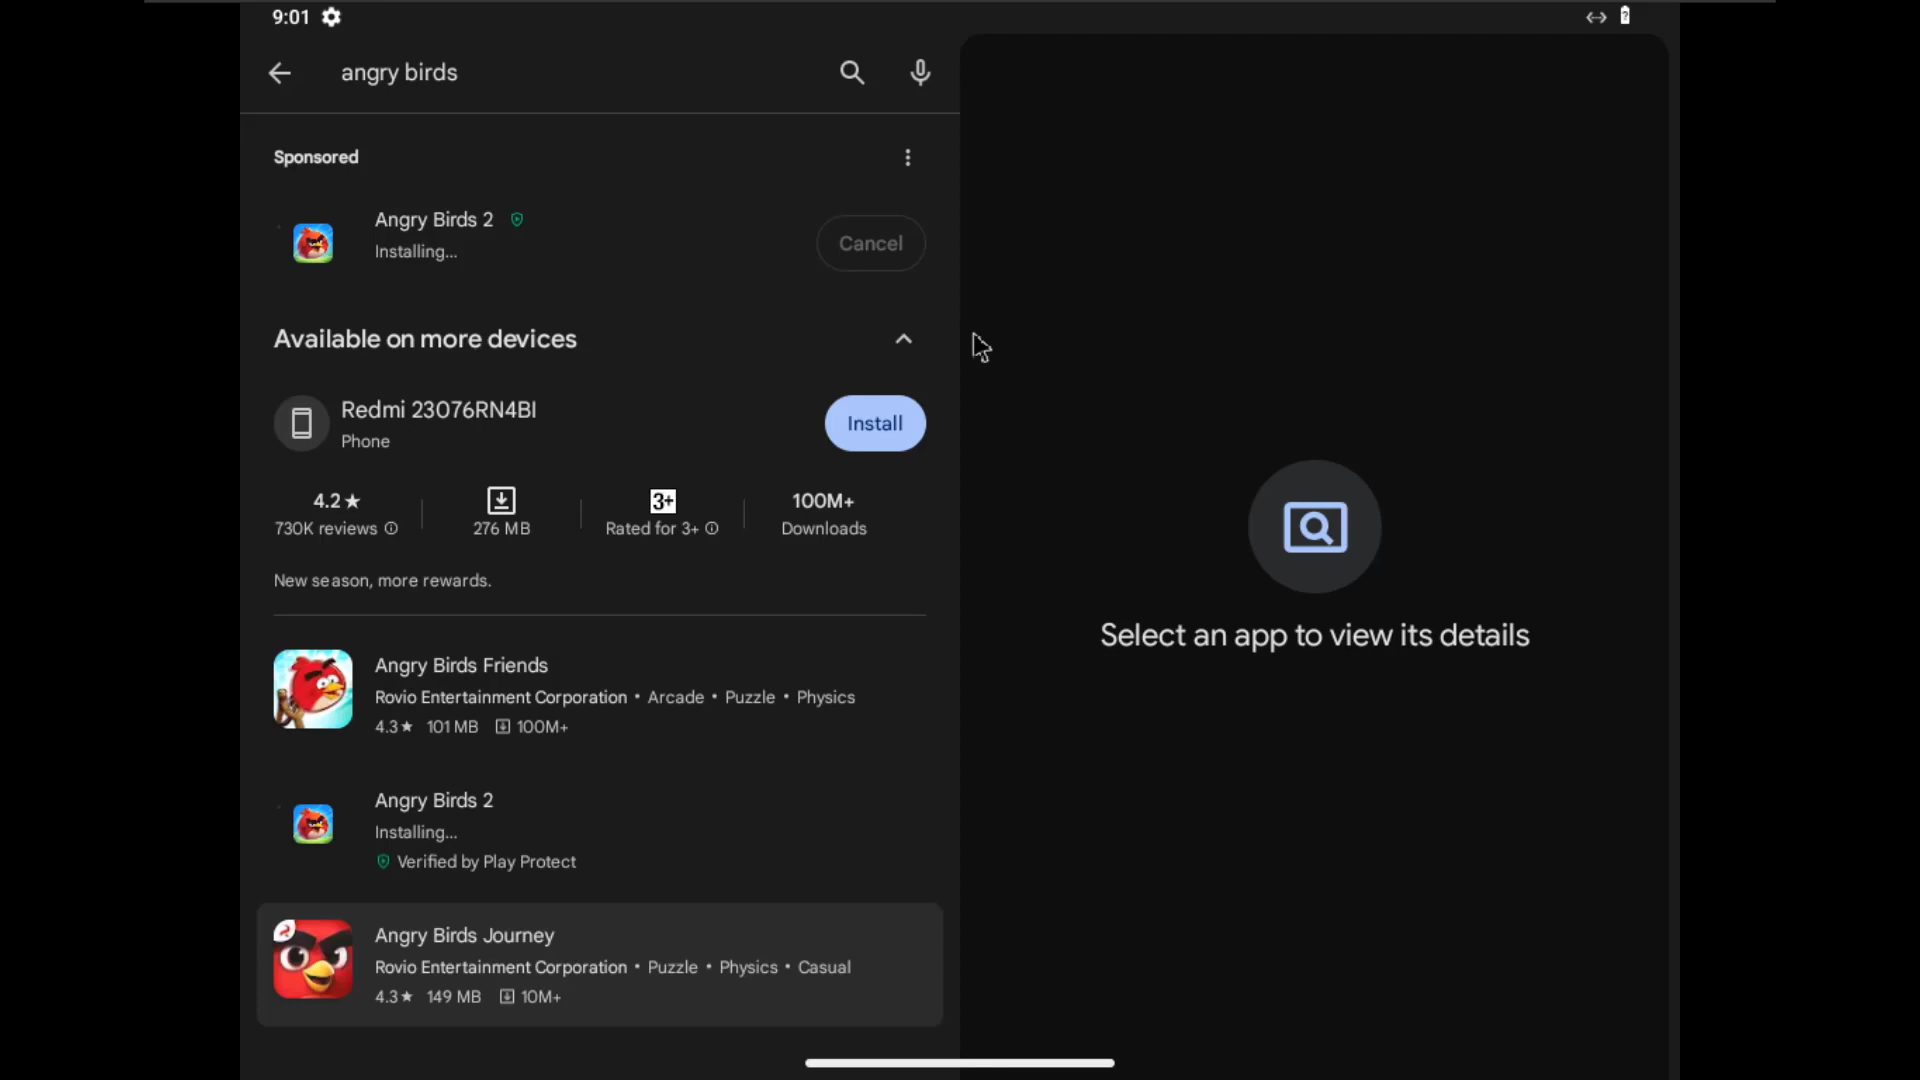 9:01
angry birds
Sponsored
Angry Birds 2
Installing...
Cancel
Available on more devices
Redmi 23076RN4BI
Phone
Install
4.2★
730K reviews
276 MB
3+
Rated for 3+
100M+
Downloads
New season, more rewards.
Angry Birds Friends
Rovio Entertainment Corporation • Arcade • Puzzle • Physics
4.3★ 101 MB 100M+
Angry Birds 2
Installing...
Verified by Play Protect
Angry Birds Journey
Rovio Entertainment Corporation • Puzzle • Physics • Casual
4.3★ 149 MB 10M+
Select an app to view its details